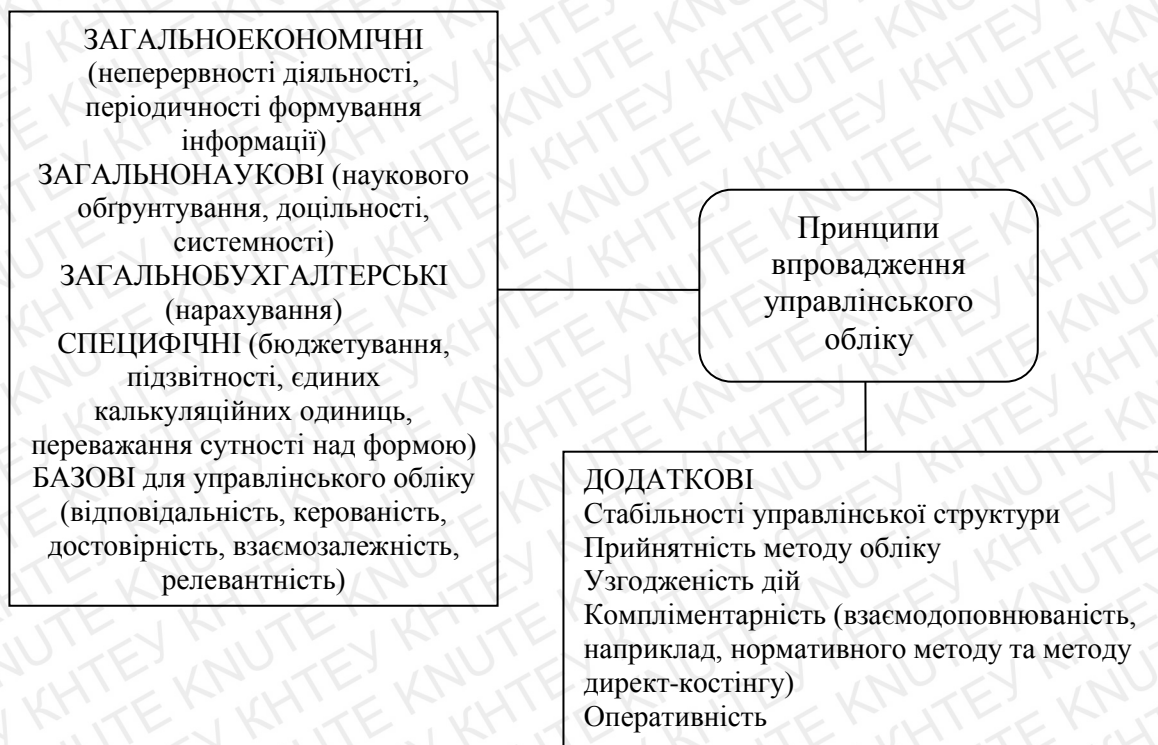 ЗАГАЛЬНОЕКОНОМІЧНІ
(неперервності діяльності,
періодичності формування
інформації)
ЗАГАЛЬНОНАУКОВІ (наукового
обґрунтування, доцільності,
системності)
ЗАГАЛЬНОБУХГАЛТЕРСЬКІ
(нарахування)
СПЕЦИФІЧНІ (бюджетування,
підзвітності, єдиних
калькуляційних одиниць,
переважання сутності над формою)
БАЗОВІ для управлінського обліку
(відповідальність, керованість,
достовірність, взаємозалежність,
релевантність)
Принципи
впровадження
управлінського
обліку
ДОДАТКОВІ
Стабільності управлінської структури
Прийнятність методу обліку
Узгодженість дій
Компліментарність (взаємодоповнюваність,
наприклад, нормативного методу та методу
директ-костінгу)
Оперативність